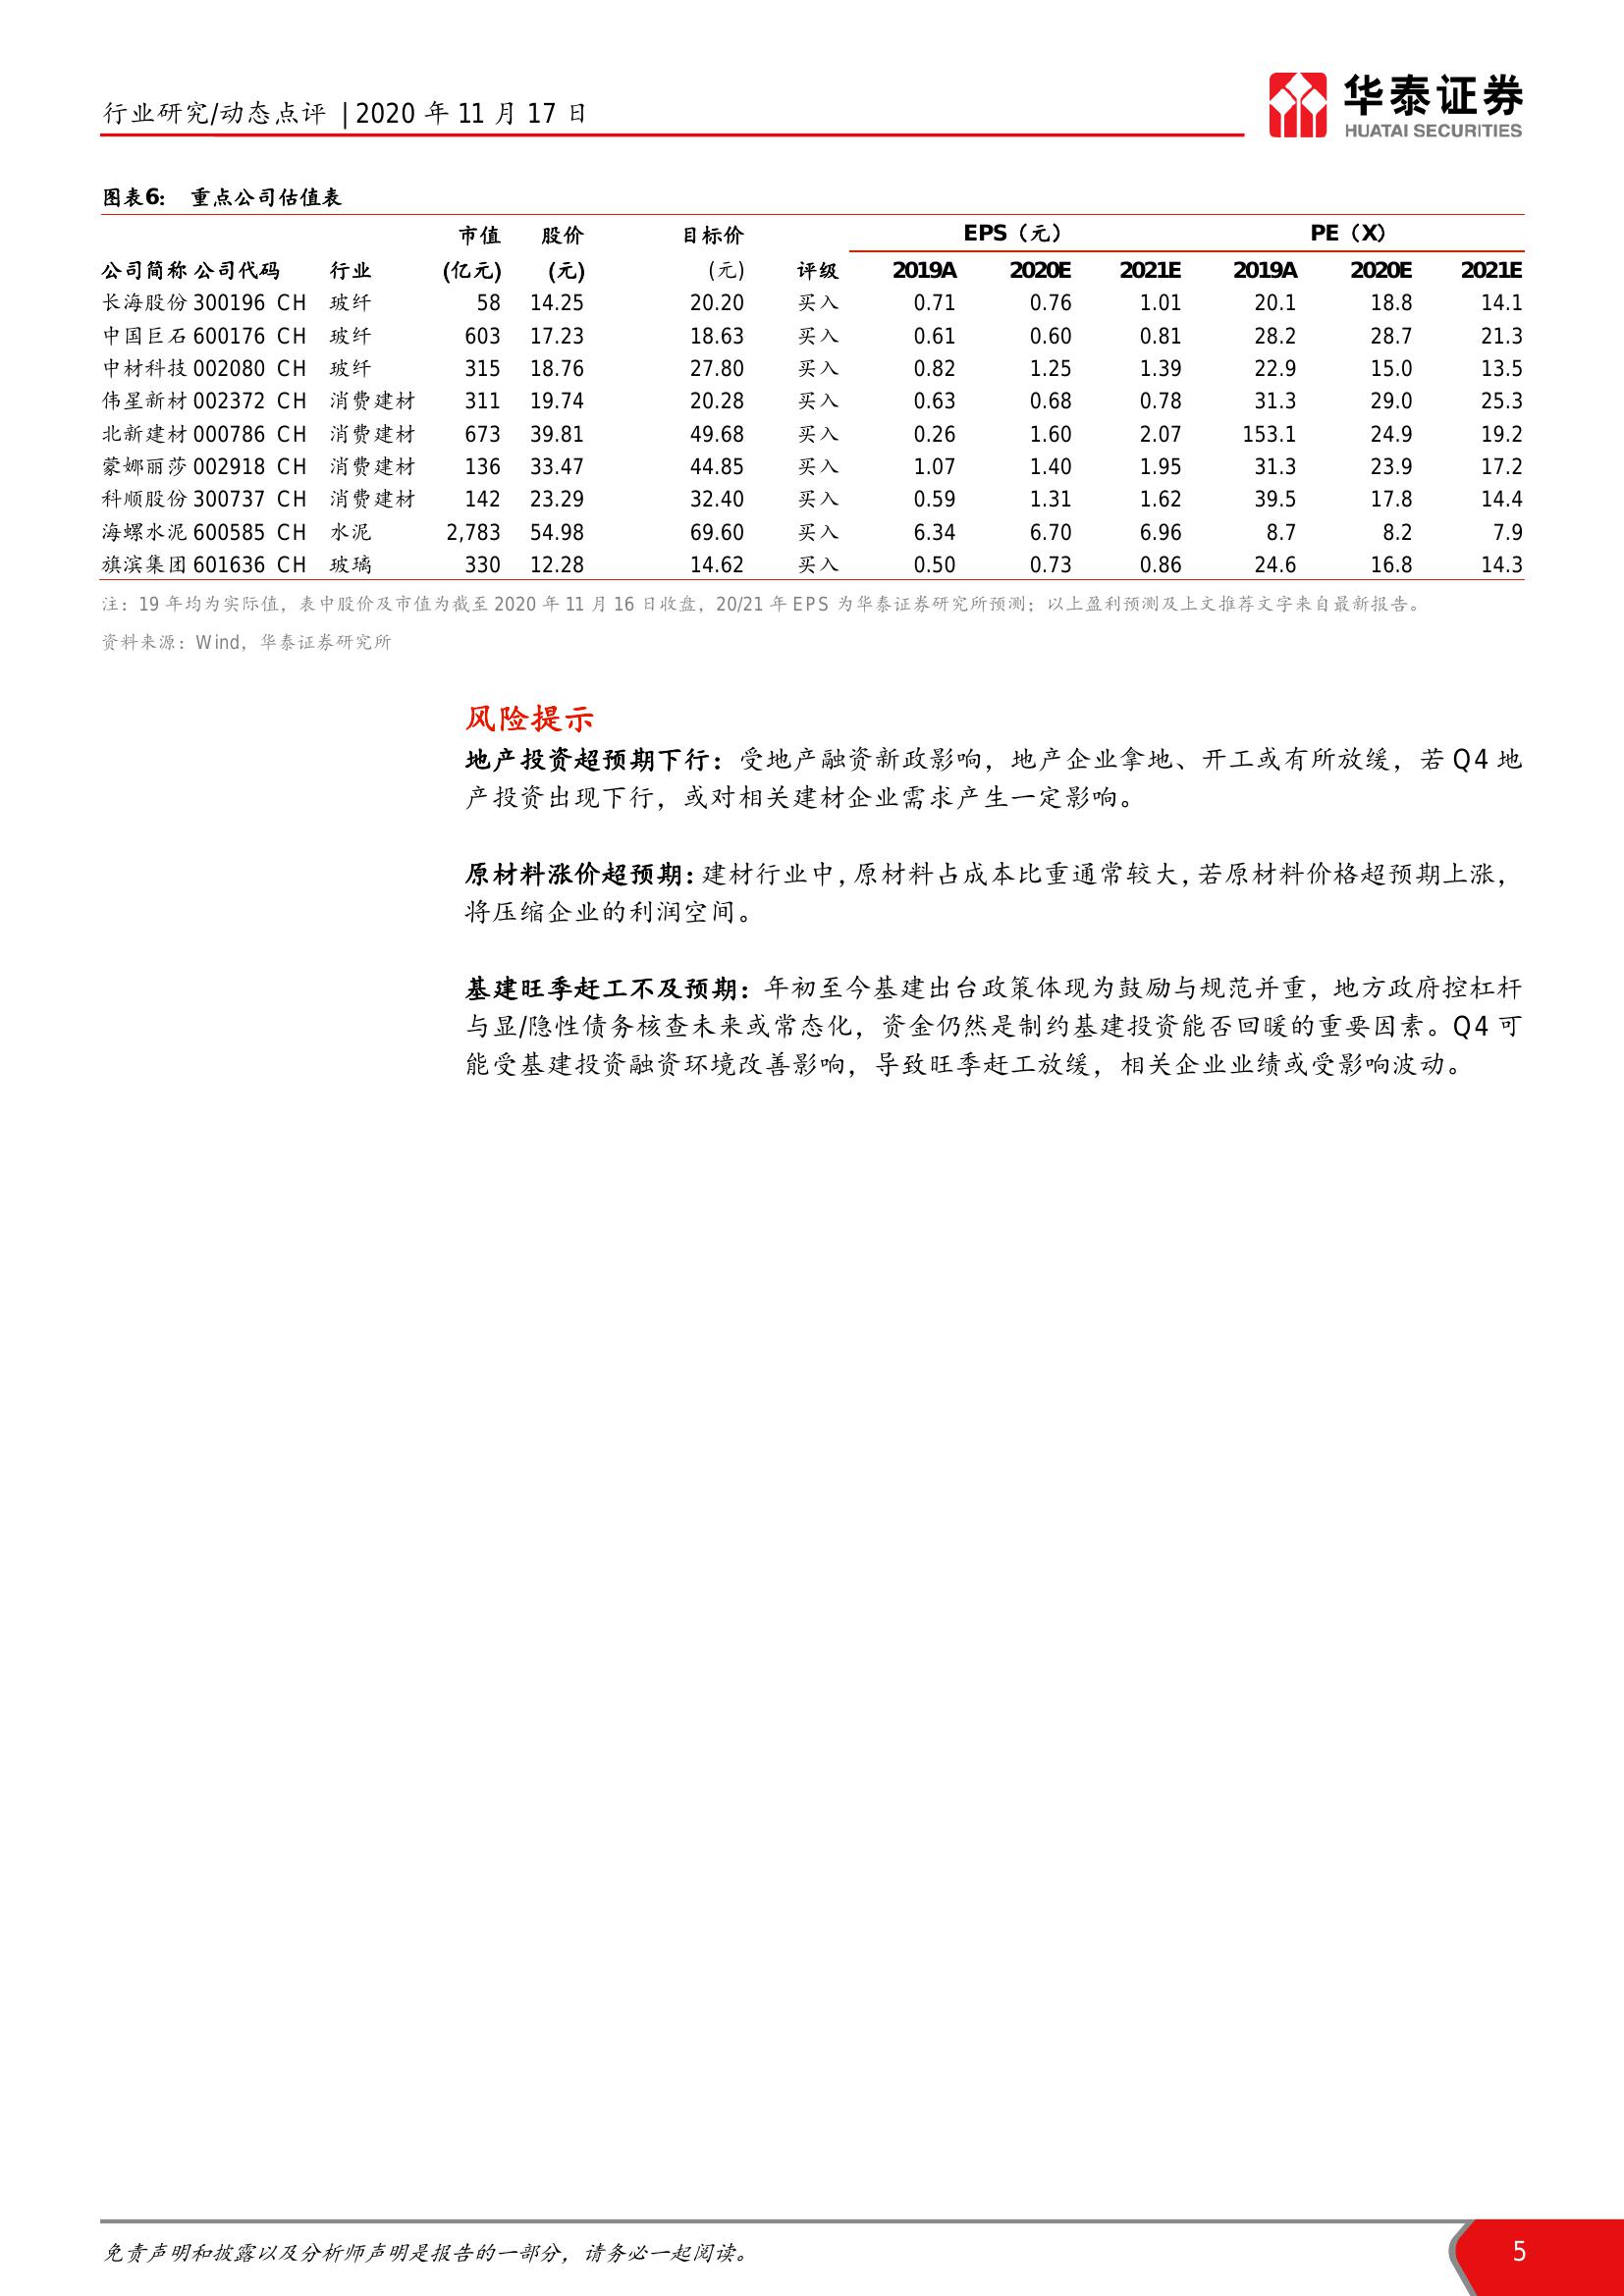 行业研究/动态点评 | 2020 年 11 月 17 日
华泰证券
HUATAI SECURITIES
图表6: 重点公司估值表
市值 股价 目标价 EPS（元） PE（X）
公司简称 公司代码 行业 (亿元) (元) (元) 评级 2019A 2020E 2021E 2019A 2020E 2021E
长海股份 300196 CH 玻纤 58 14.25 20.20 买入 0.71 0.76 1.01 20.1 18.8 14.1
中国巨石 600176 CH 玻纤 603 17.23 18.63 买入 0.61 0.60 0.81 28.2 28.7 21.3
中材科技 002080 CH 玻纤 315 18.76 27.80 买入 0.82 1.25 1.39 22.9 15.0 13.5
伟星新材 002372 CH 消费建材 311 19.74 20.28 买入 0.63 0.68 0.78 31.3 29.0 25.3
北新建材 000786 CH 消费建材 673 39.81 49.68 买入 0.26 1.60 2.07 153.1 24.9 19.2
蒙娜丽莎 002918 CH 消费建材 136 33.47 44.85 买入 1.07 1.40 1.95 31.3 23.9 17.2
科顺股份 300737 CH 消费建材 142 23.29 32.40 买入 0.59 1.31 1.62 39.5 17.8 14.4
海螺水泥 600585 CH 水泥 2,783 54.98 69.60 买入 6.34 6.70 6.96 8.7 8.2 7.9
旗滨集团 601636 CH 玻璃 330 12.28 14.62 买入 0.50 0.73 0.86 24.6 16.8 14.3
注：19 年均为实际值，表中股价及市值为截至 2020 年 11 月 16 日收盘，20/21 年 EPS 为华泰证券研究所预测；以上盈利预测及上文推荐文字来自最新报告。
资料来源：Wind，华泰证券研究所
风险提示
地产投资超预期下行：受地产融资新政影响，地产企业拿地、开工或有所放缓，若 Q4 地
产投资出现下行，或对相关建材企业需求产生一定影响。
原材料涨价超预期：建材行业中，原材料占成本比重通常较大，若原材料价格超预期上涨，
将压缩企业的利润空间。
基建旺季赶工不及预期：年初至今基建出台政策体现为鼓励与规范并重，地方政府控杠杆
与显/隐性债务核查未来或常态化，资金仍然是制约基建投资能否回暖的重要因素。Q4 可
能受基建投资融资环境改善影响，导致旺季赶工放缓，相关企业业绩或受影响波动。
免责声明和披露以及分析师声明是报告的一部分，请务必一起阅读。
5